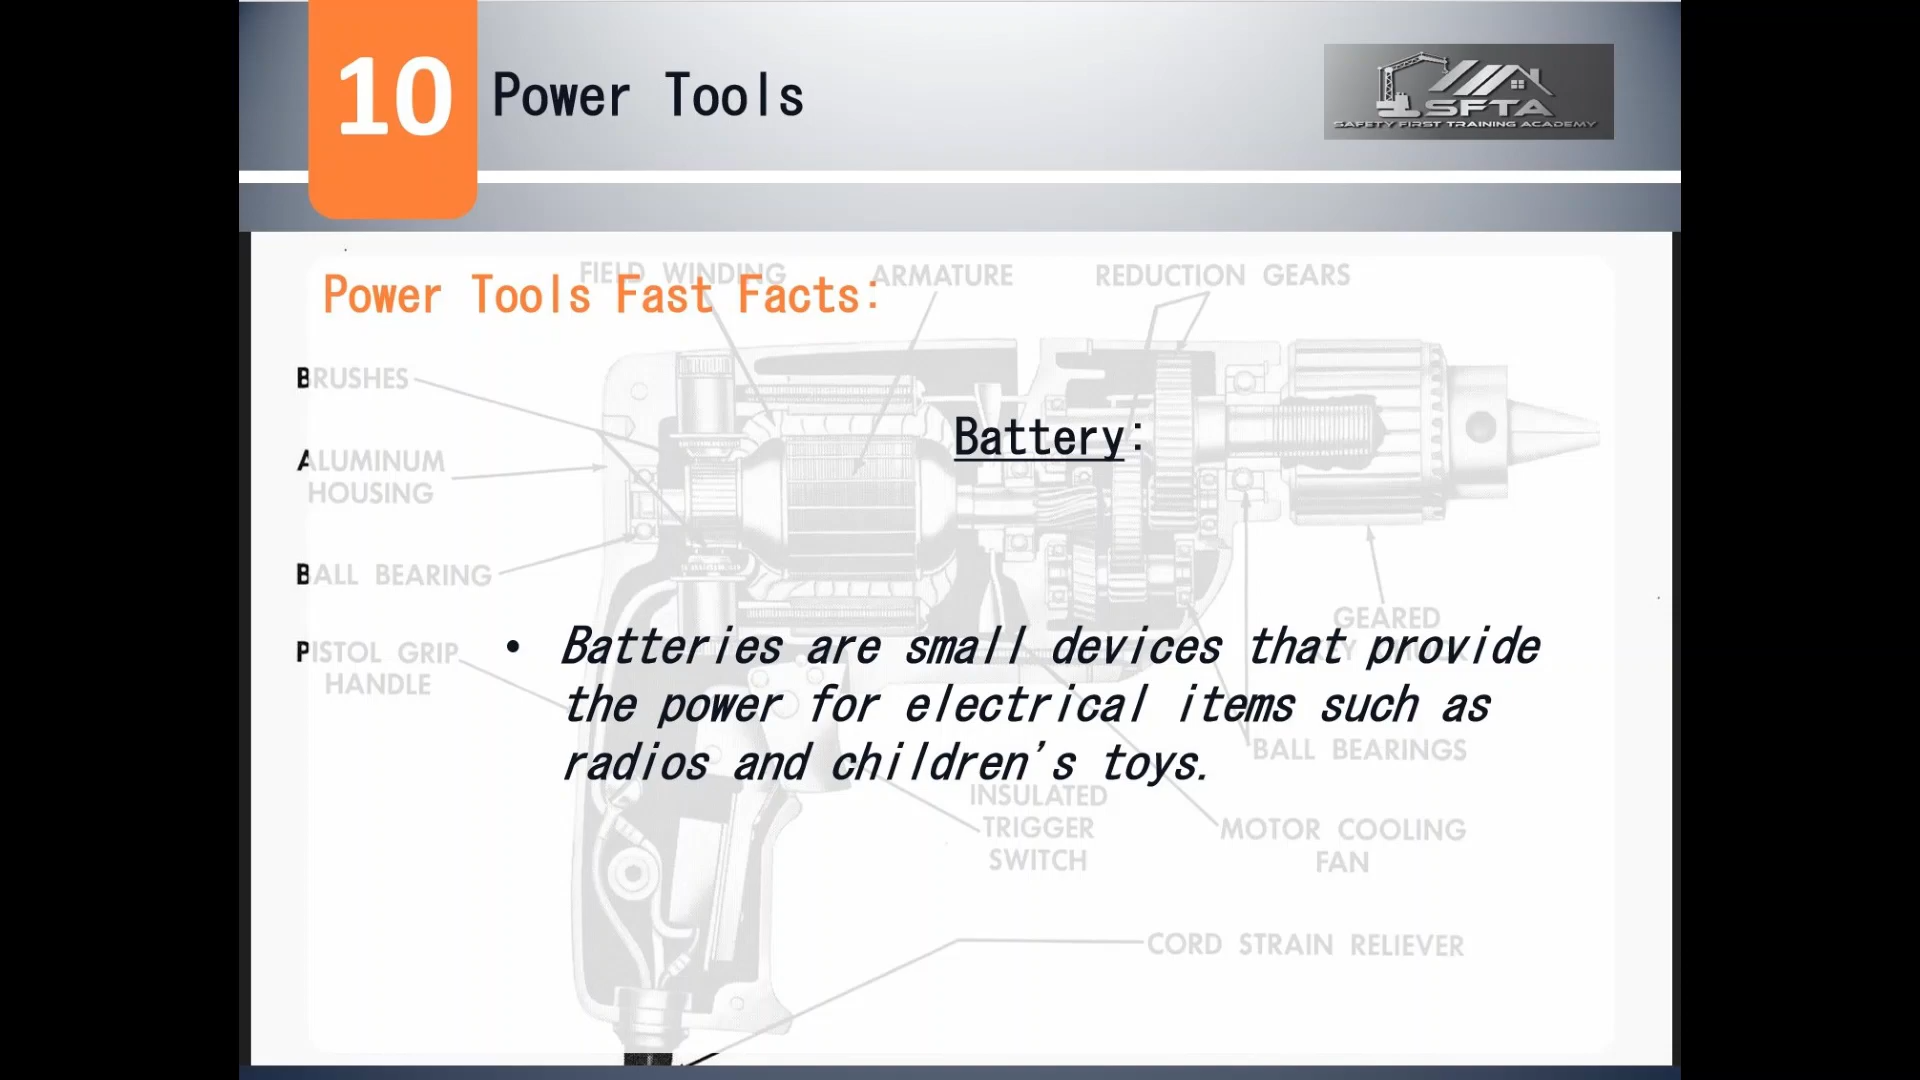 10
Power Tools
SFTA
SAFETY FIRST TRAINING ACADEMY
Power Tools Fast Facts:
FIELD WINDING
ARMATURE
REDUCTION GEARS
BRUSHES
ALUMINUM
HOUSING
BALL BEARING
PISTOL GRIP
HANDLE
Battery:
• Batteries are small devices that provide
the power for electrical items such as
radios and children's toys.
GEARED
BALL BEARINGS
INSULATED
TRIGGER
SWITCH
MOTOR COOLING
FAN
CORD STRAIN RELIEVER